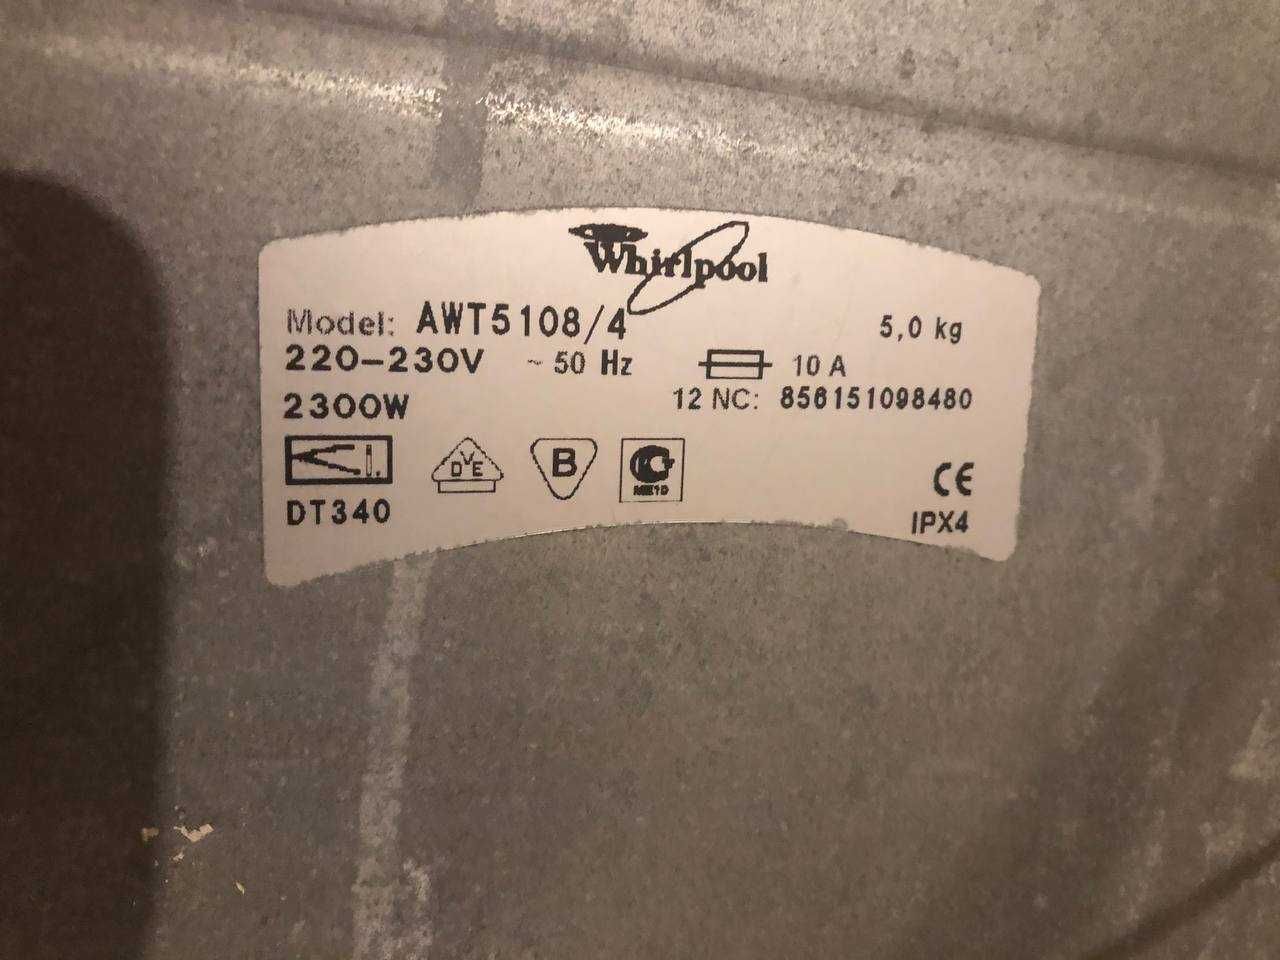 Whirlpool
Model: AWT5108/4 5,0 kg
220-230V ~ 50 Hz 10 A
2300W 12 NC: 856151098480
DVE B
DT340 CE
IPX4